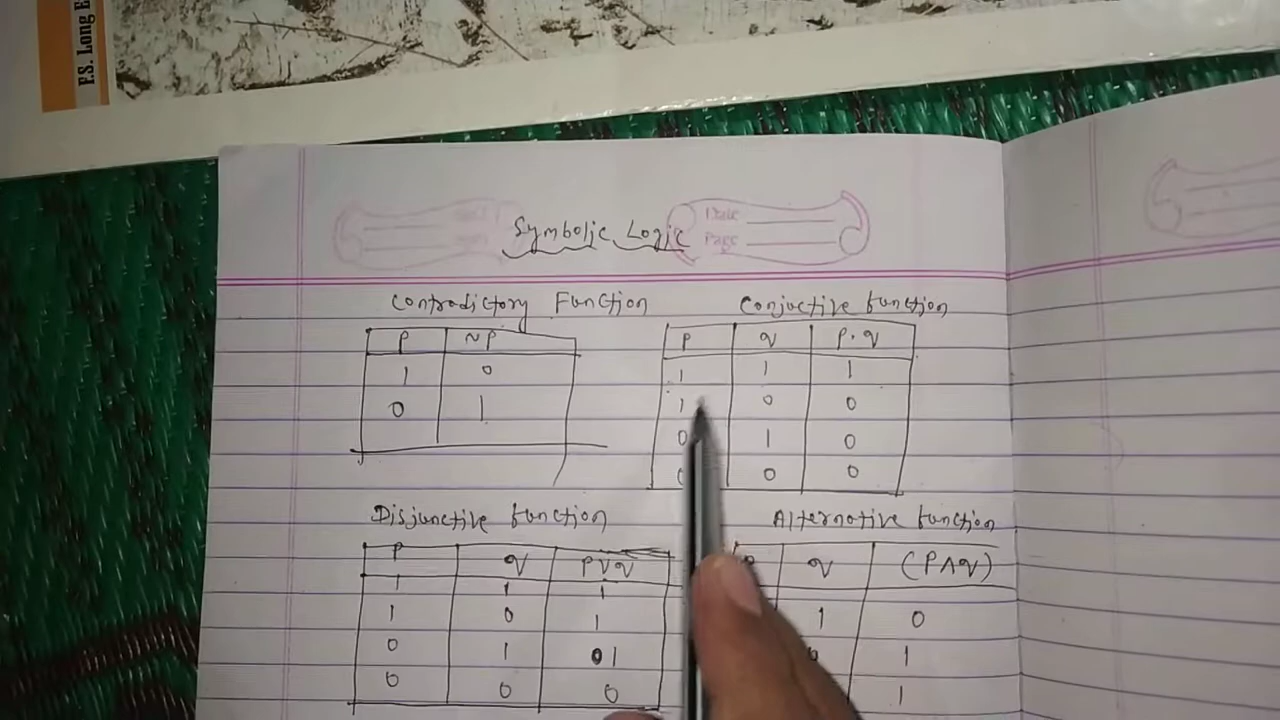 F.S. Long E
Date
Page
Symbolic Logic
Contradictory Function
P ~P
1 0
0 1
Conjuctive function
P q P.q
1 1 1
1 0 0
0 1 0
0 0 0
Disjunctive function
P q P∨q
1 1 1
1 0 1
0 1 01
0 0 0
Alternative function
q (P∧q)
1 0
0 1
1